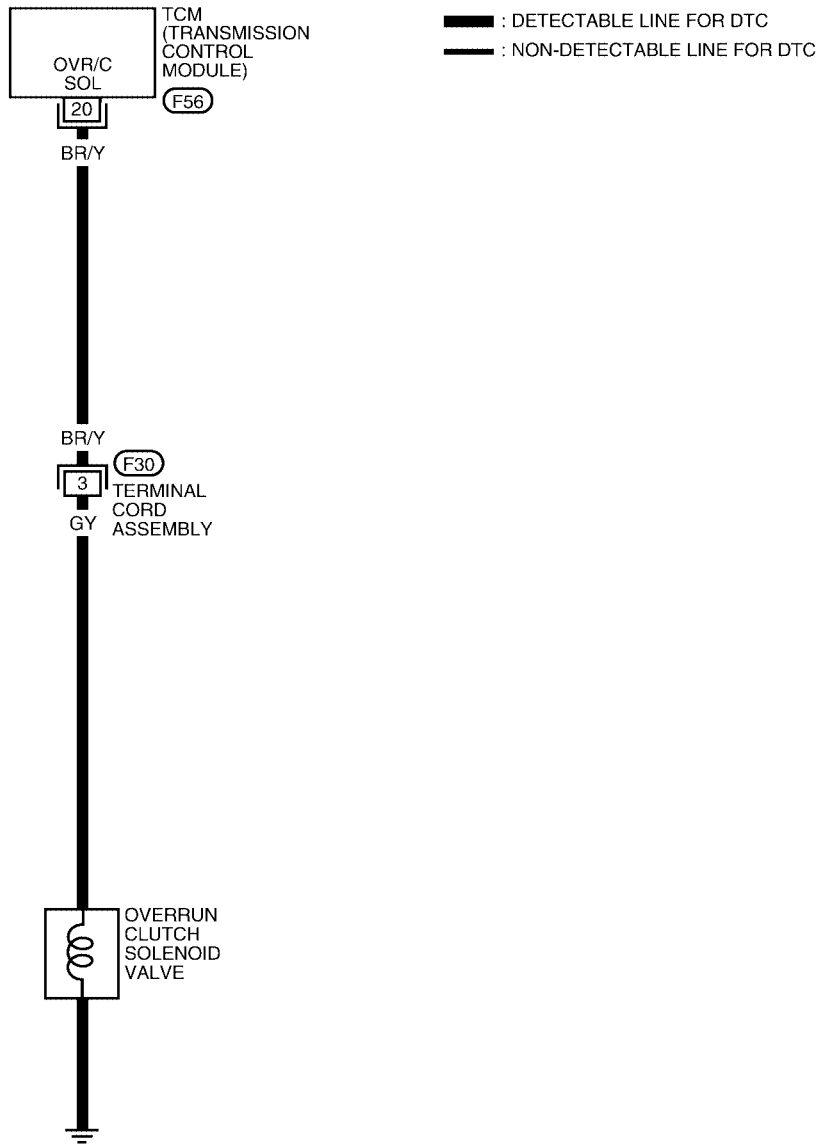 TCM
(TRANSMISSION
CONTROL
MODULE)
OVR/C
SOL
20
F56
BR/Y
: DETECTABLE LINE FOR DTC
: NON-DETECTABLE LINE FOR DTC
BR/Y
F30
3
TERMINAL
CORD
ASSEMBLY
GY
OVERRUN
CLUTCH
SOLENOID
VALVE